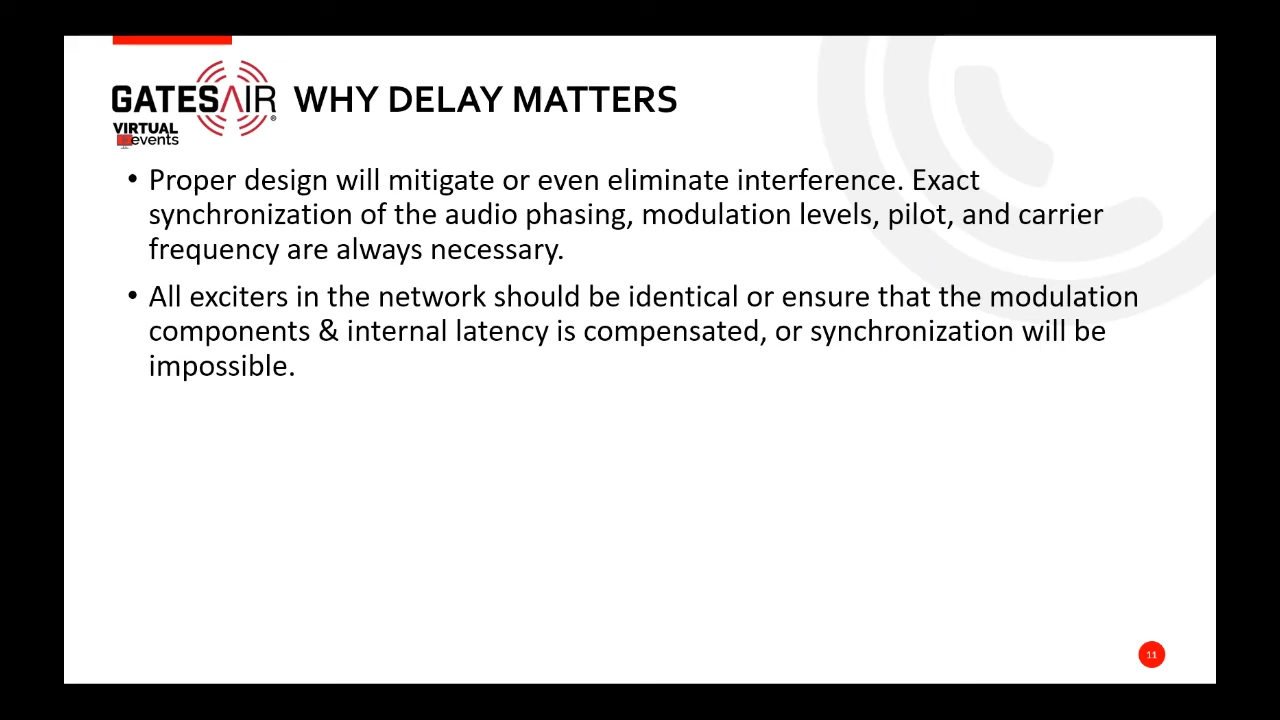 GATESAIR®
VIRTUAL
events
WHY DELAY MATTERS
• Proper design will mitigate or even eliminate interference. Exact
synchronization of the audio phasing, modulation levels, pilot, and carrier
frequency are always necessary.
• All exciters in the network should be identical or ensure that the modulation
components & internal latency is compensated, or synchronization will be
impossible.
11